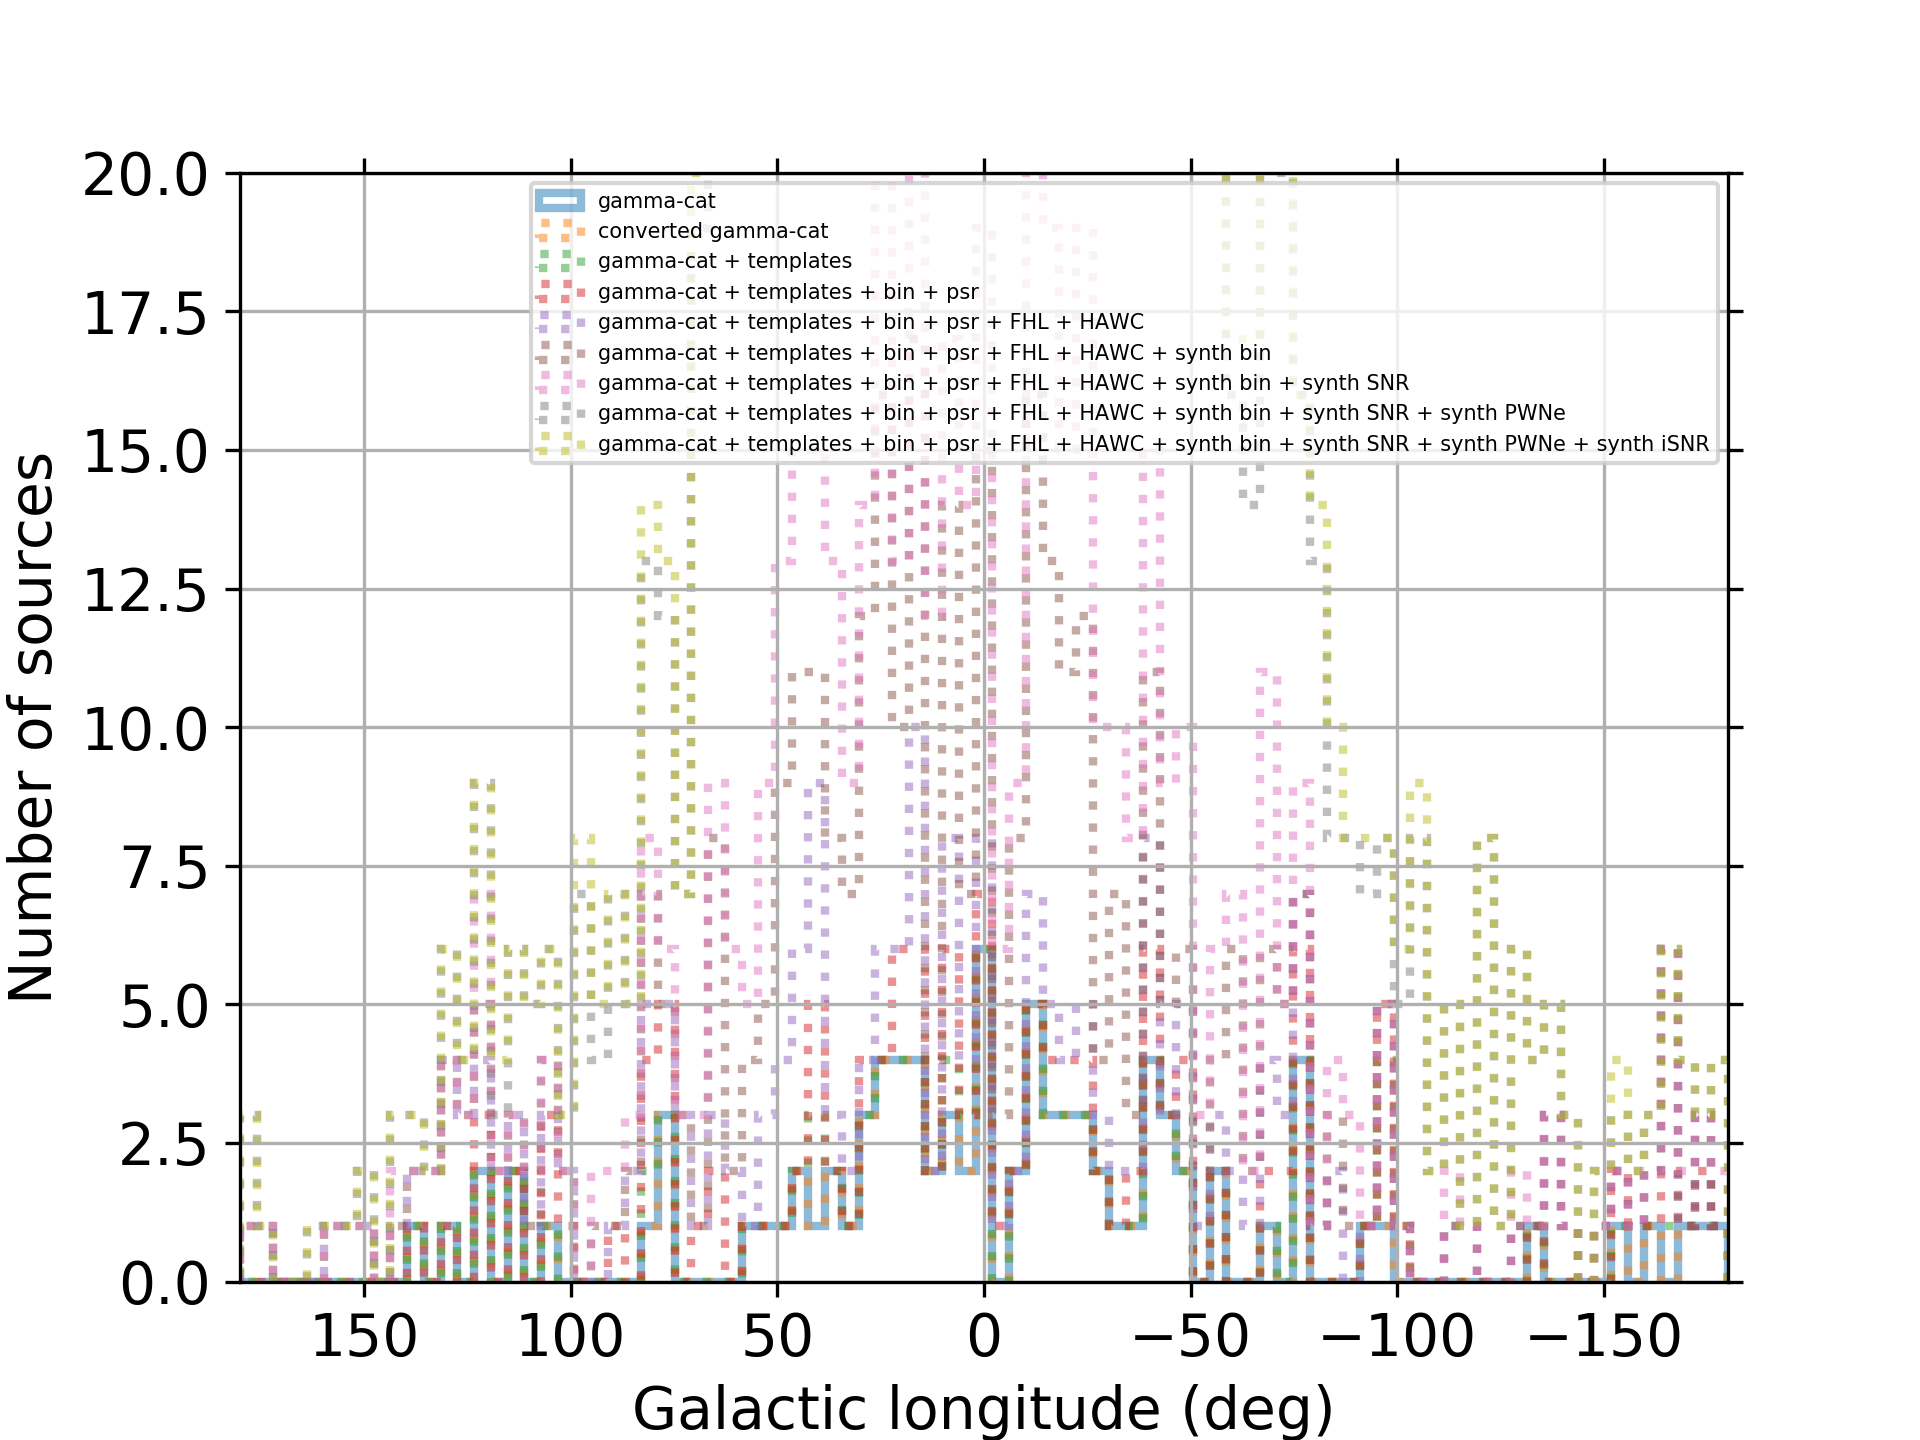 20.0
17.5
15.0
12.5
10.0
7.5
5.0
2.5
0.0
Number of sources
gamma-cat
converted gamma-cat
gamma-cat + templates
gamma-cat + templates + bin + psr
gamma-cat + templates + bin + psr + FHL + HAWC
gamma-cat + templates + bin + psr + FHL + HAWC + synth bin
gamma-cat + templates + bin + psr + FHL + HAWC + synth bin + synth SNR
gamma-cat + templates + bin + psr + FHL + HAWC + synth bin + synth SNR + synth PWNe
gamma-cat + templates + bin + psr + FHL + HAWC + synth bin + synth SNR + synth PWNe + synth iSNR
150 100 50 0 −50 −100 −150
Galactic longitude (deg)